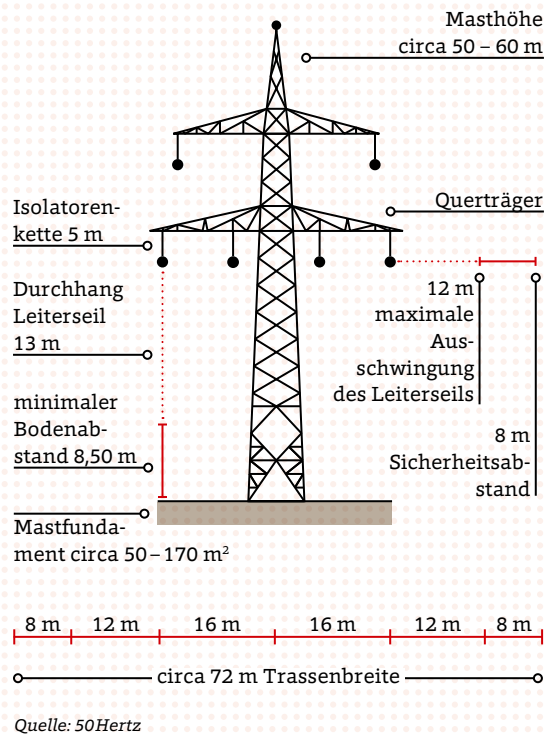 Masthöhe
circa 50 – 60 m
Querträger
Isolatoren-
kette 5 m
Durchhang
Leiterseil
13 m
12 m
maximale
Aus-
schwingung
des Leiterseils
minimaler
Bodenab-
stand 8,50 m
8 m
Sicherheitsab-
stand
Mastfunda-
ment circa 50 – 170 m²
8 m 12 m 16 m 16 m 12 m 8 m
circa 72 m Trassenbreite
Quelle: 50Hertz